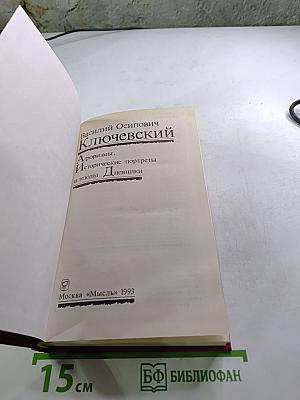 Василий Осипович
Ключевский
Афоризмы.
Исторические портреты
и этюды. Дневники
Москва «Мысль» 1993
15 см
БФ БИБЛИОФАН